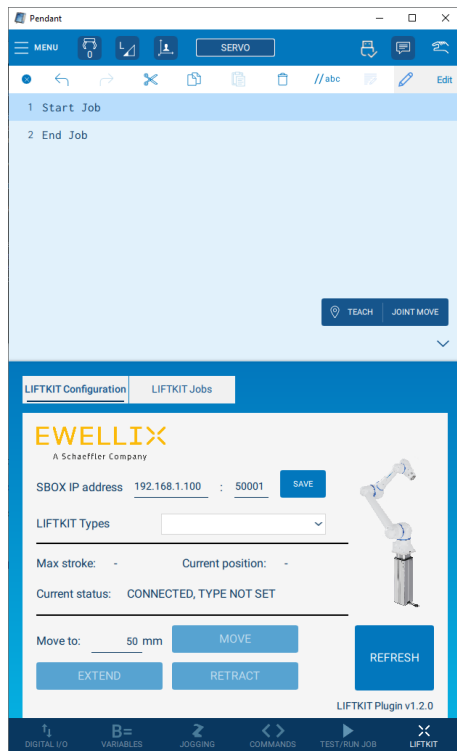 Pendant
MENU
0
SERVO
//abc
Edit
1 Start Job
2 End Job
TEACH JOINT MOVE
LIFTKIT Configuration LIFTKIT Jobs
EWELLIX
A Schaeffler Company
SBOX IP address 192.168.1.100 : 50001 SAVE
LIFTKIT Types
Max stroke: - Current position: -
Current status: CONNECTED, TYPE NOT SET
Move to: 50 mm MOVE
EXTEND RETRACT
REFRESH
LIFTKIT Plugin v1.2.0
B=
DIGITAL I/O VARIABLES JOGGING COMMANDS TEST/RUN JOB LIFTKIT